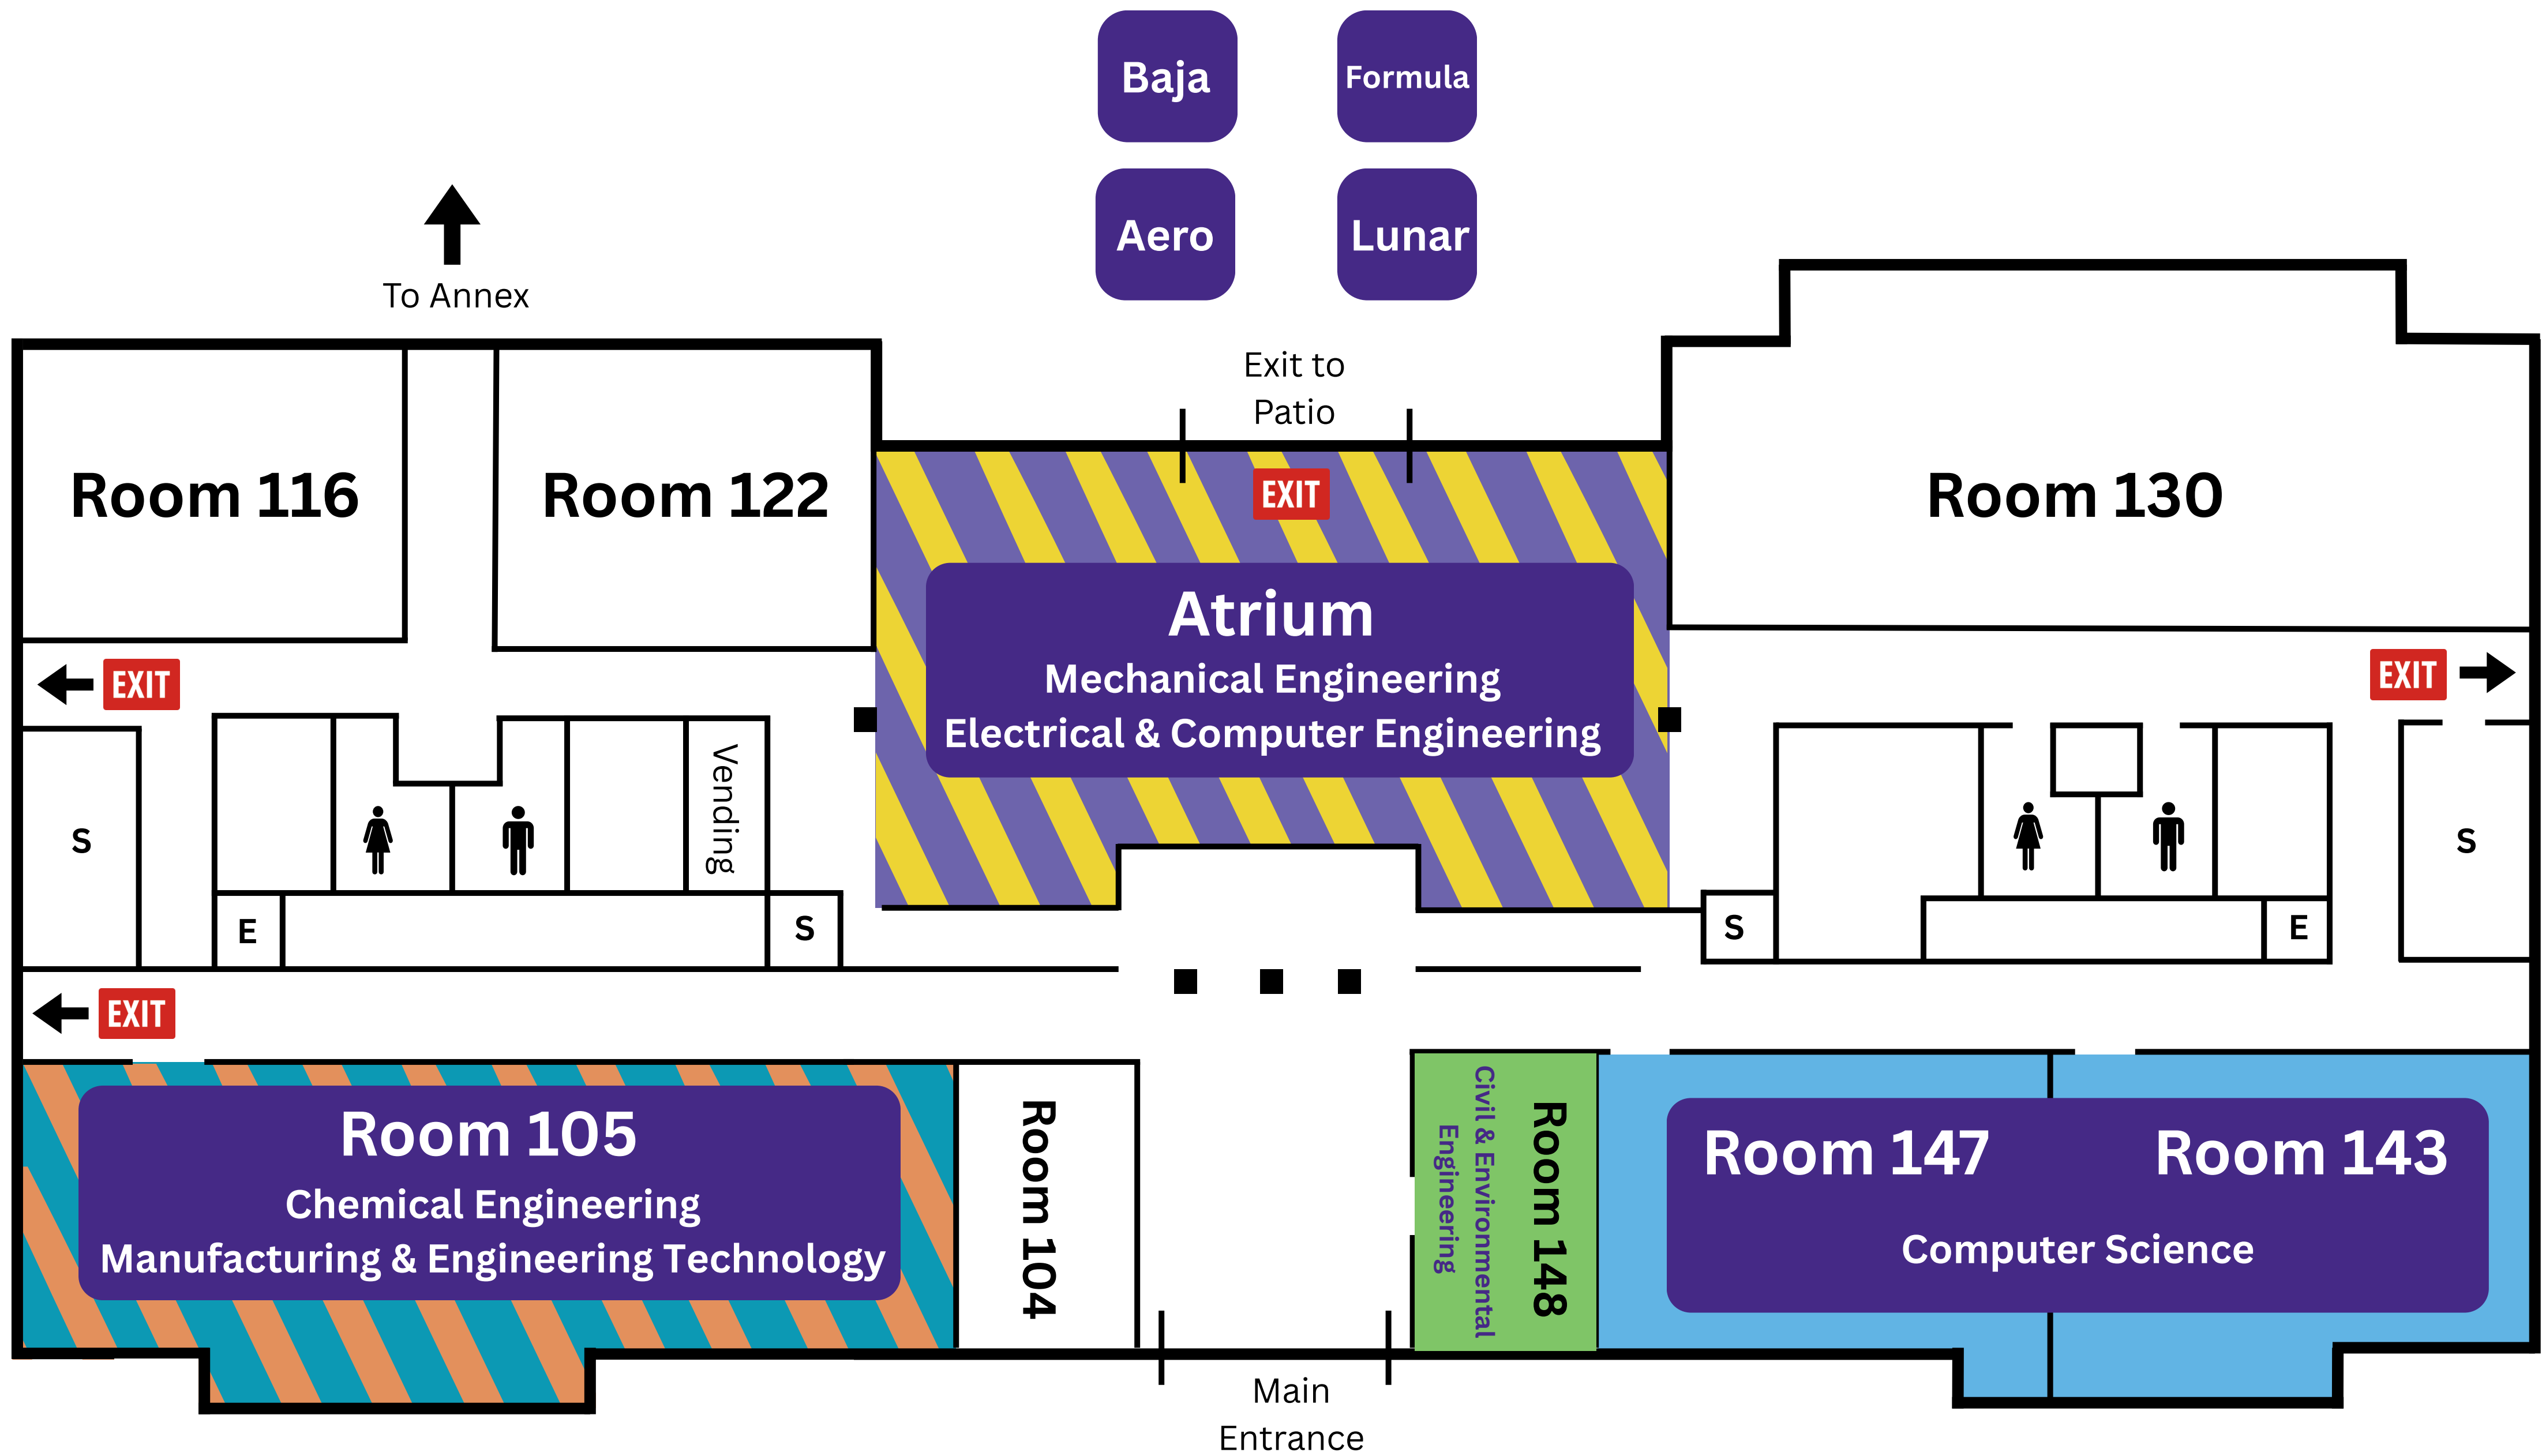 Baja
Formula
Aero
Lunar
To Annex
Exit to
Patio
Room 116
Room 122
EXIT
Room 130
Atrium
Mechanical Engineering
Electrical & Computer Engineering
EXIT
EXIT
S
Vending
S
E
S
S
E
EXIT
Room 105
Chemical Engineering
Manufacturing & Engineering Technology
Room 104
Room 148
Civil & Environmental
Engineering
Room 147
Room 143
Computer Science
Main
Entrance